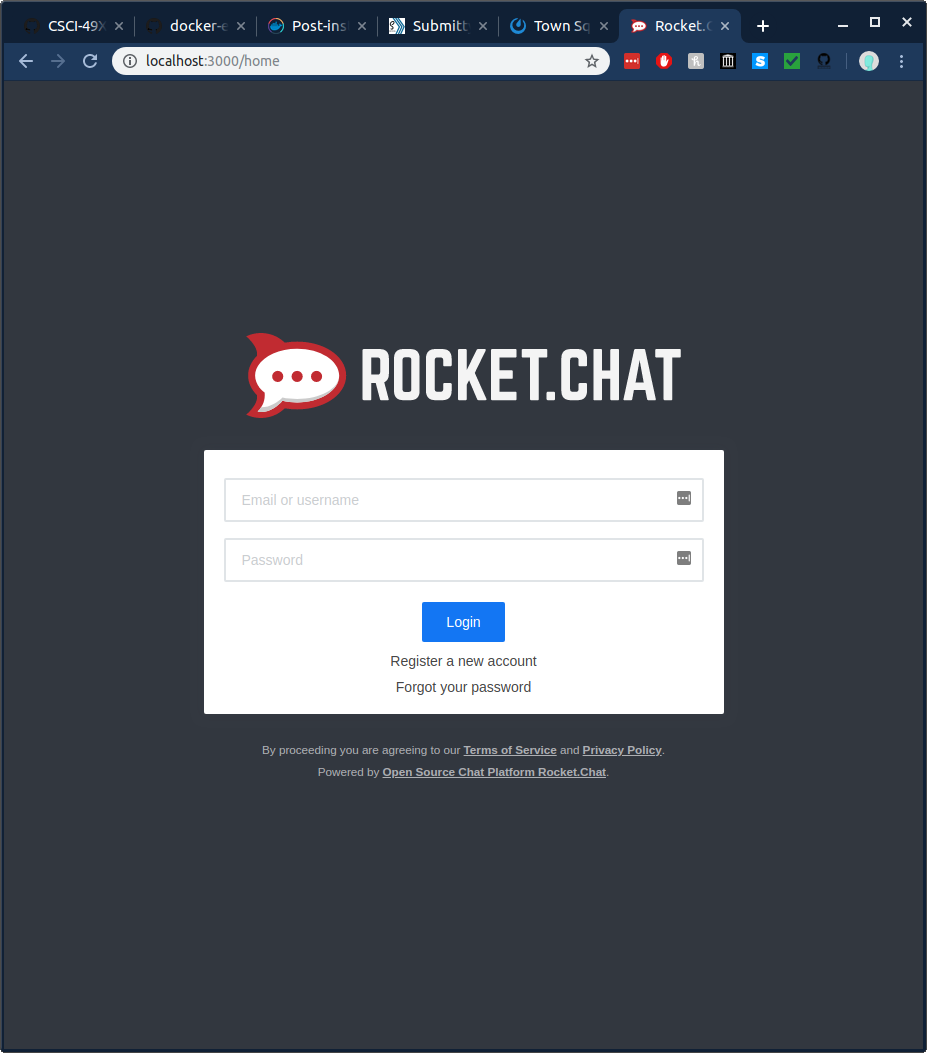 CSCI-49X
docker-e
Post-ins
Submitty
Town Sq
Rocket.C
localhost:3000/home
ROCKET.CHAT
Email or username
Password
Login
Register a new account
Forgot your password
By proceeding you are agreeing to our Terms of Service and Privacy Policy.
Powered by Open Source Chat Platform Rocket.Chat.